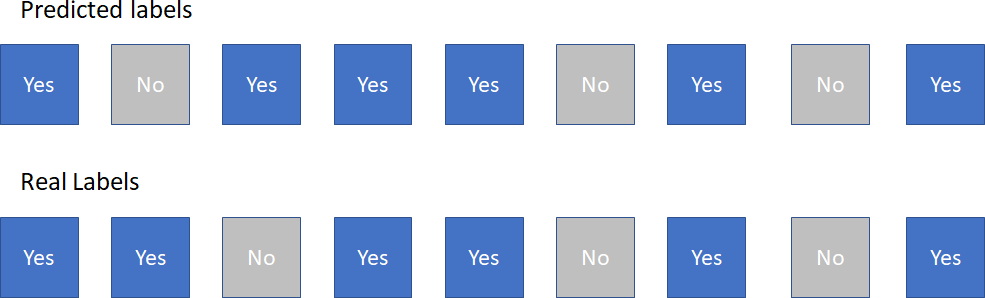 Predicted labels
Yes No Yes Yes Yes No Yes No Yes
Real Labels
Yes Yes No Yes Yes No Yes No Yes